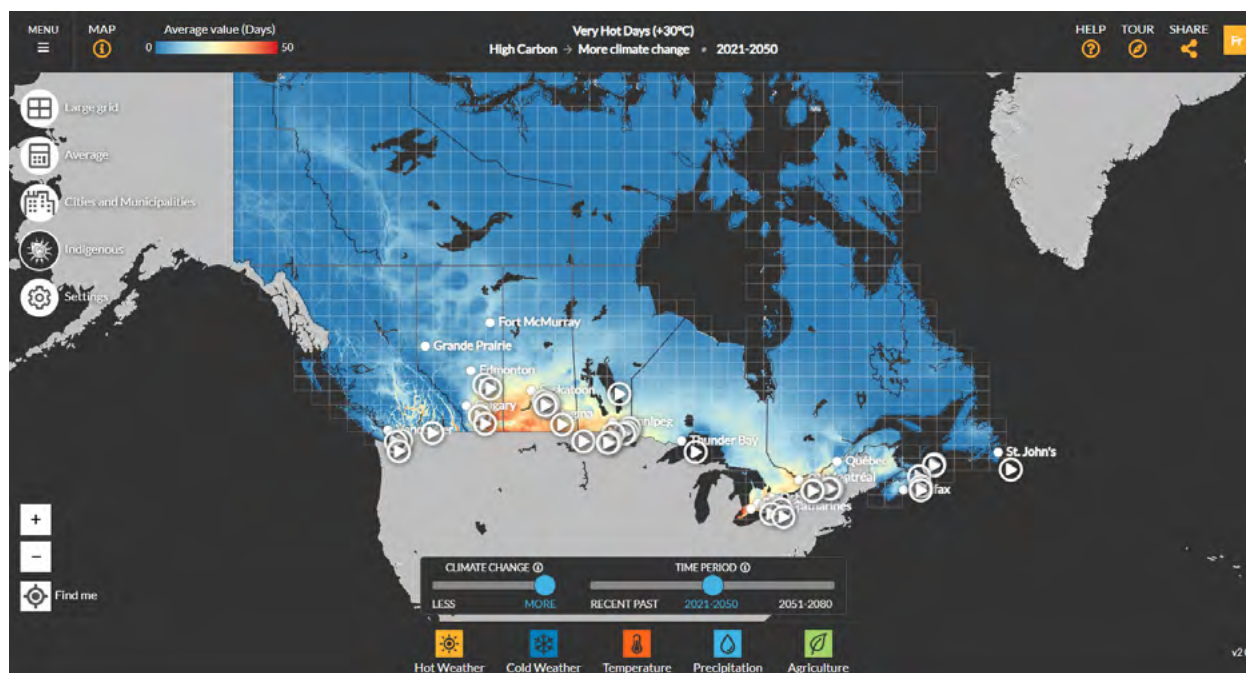 MENU
MAP
Average value (Days)
0
50
Very Hot Days (+30°C)
High Carbon → More climate change • 2021-2050
HELP
TOUR
SHARE
Fr
Large grid
Average
Cities and Municipalities
Indigenous
Settings
Fort McMurray
Grande Prairie
Edmonton
Thunder Bay
Québec
St. John's
+
−
Find me
CLIMATE CHANGE
TIME PERIOD
LESS
MORE
RECENT PAST
2021-2050
2051-2080
Hot Weather
Cold Weather
Temperature
Precipitation
Agriculture